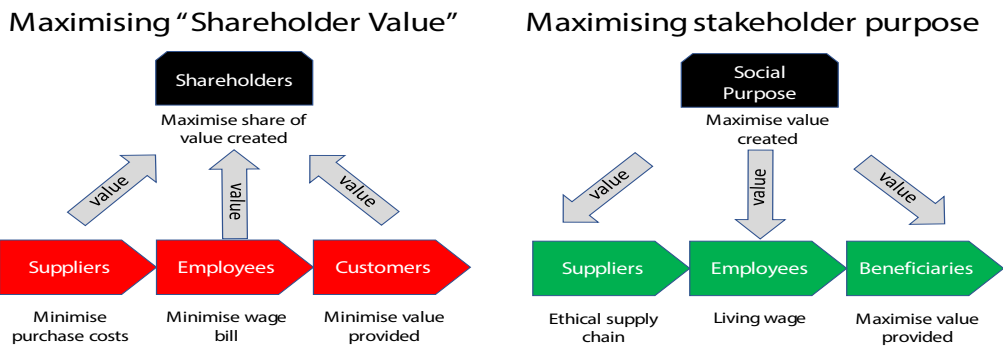 Maximising “Shareholder Value”
Shareholders
Maximise share of
value created
value
value
value
Suppliers
Employees
Customers
Minimise
purchase costs
Minimise wage
bill
Minimise value
provided
Maximising stakeholder purpose
Social
Purpose
Maximise value
created
value
value
value
Suppliers
Employees
Beneficiaries
Ethical supply
chain
Living wage
Maximise value
provided